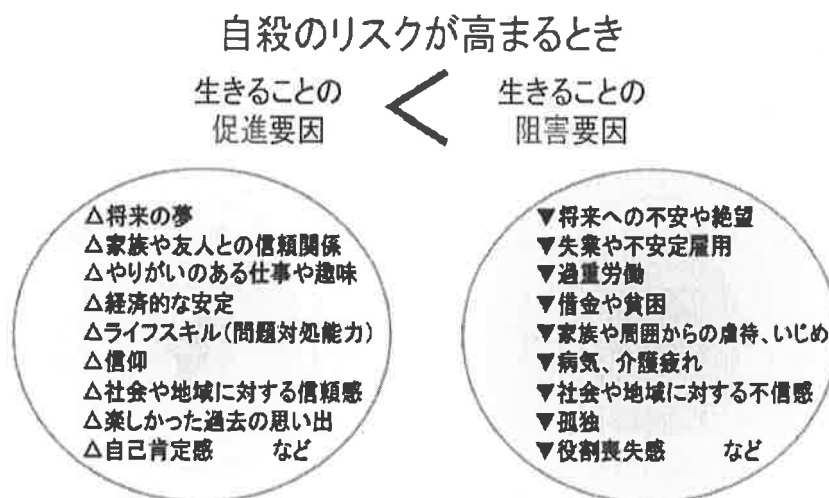 自殺のリスクが高まるとき
生きることの
促進要因
<
生きることの
阻害要因
△将来の夢
△家族や友人との信頼関係
△やりがいのある仕事や趣味
△経済的な安定
△ライフスキル(問題対処能力)
△信仰
△社会や地域に対する信頼感
△楽しかった過去の思い出
△自己肯定感 など
▼将来への不安や絶望
▼失業や不安定雇用
▼過重労働
▼借金や貧困
▼家族や周囲からの虐待、いじめ
▼病気、介護疲れ
▼社会や地域に対する不信感
▼孤独
▼役割喪失感 など